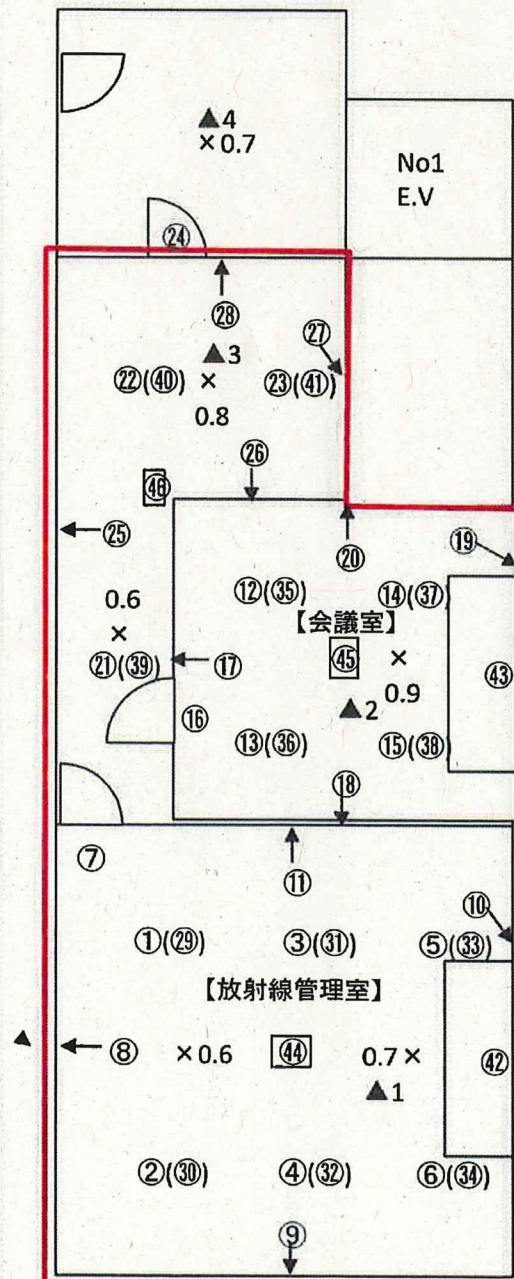 ▲4
×0.7
No1
E.V
㉔
㉘
㉗
▲3
㉒(㊵) × ㉓(㊶)
0.8
㉖
㊻
㉕
⑳
⑲
0.6
⑫(㉟) ⑭(㊲)
【会議室】
× ㊺ × ㊸
㉑(㊴) ⑰
0.9
▲2
⑯
⑬(㊱) ⑮(㊳)
⑱
⑦
⑪
⑩
①(㉙) ③(㉛) ⑤(㉝)
【放射線管理室】
⑧ ×0.6 ㊹ 0.7× ㊷
▲1
②(㉚) ④(㉜) ⑥(㉞)
⑨